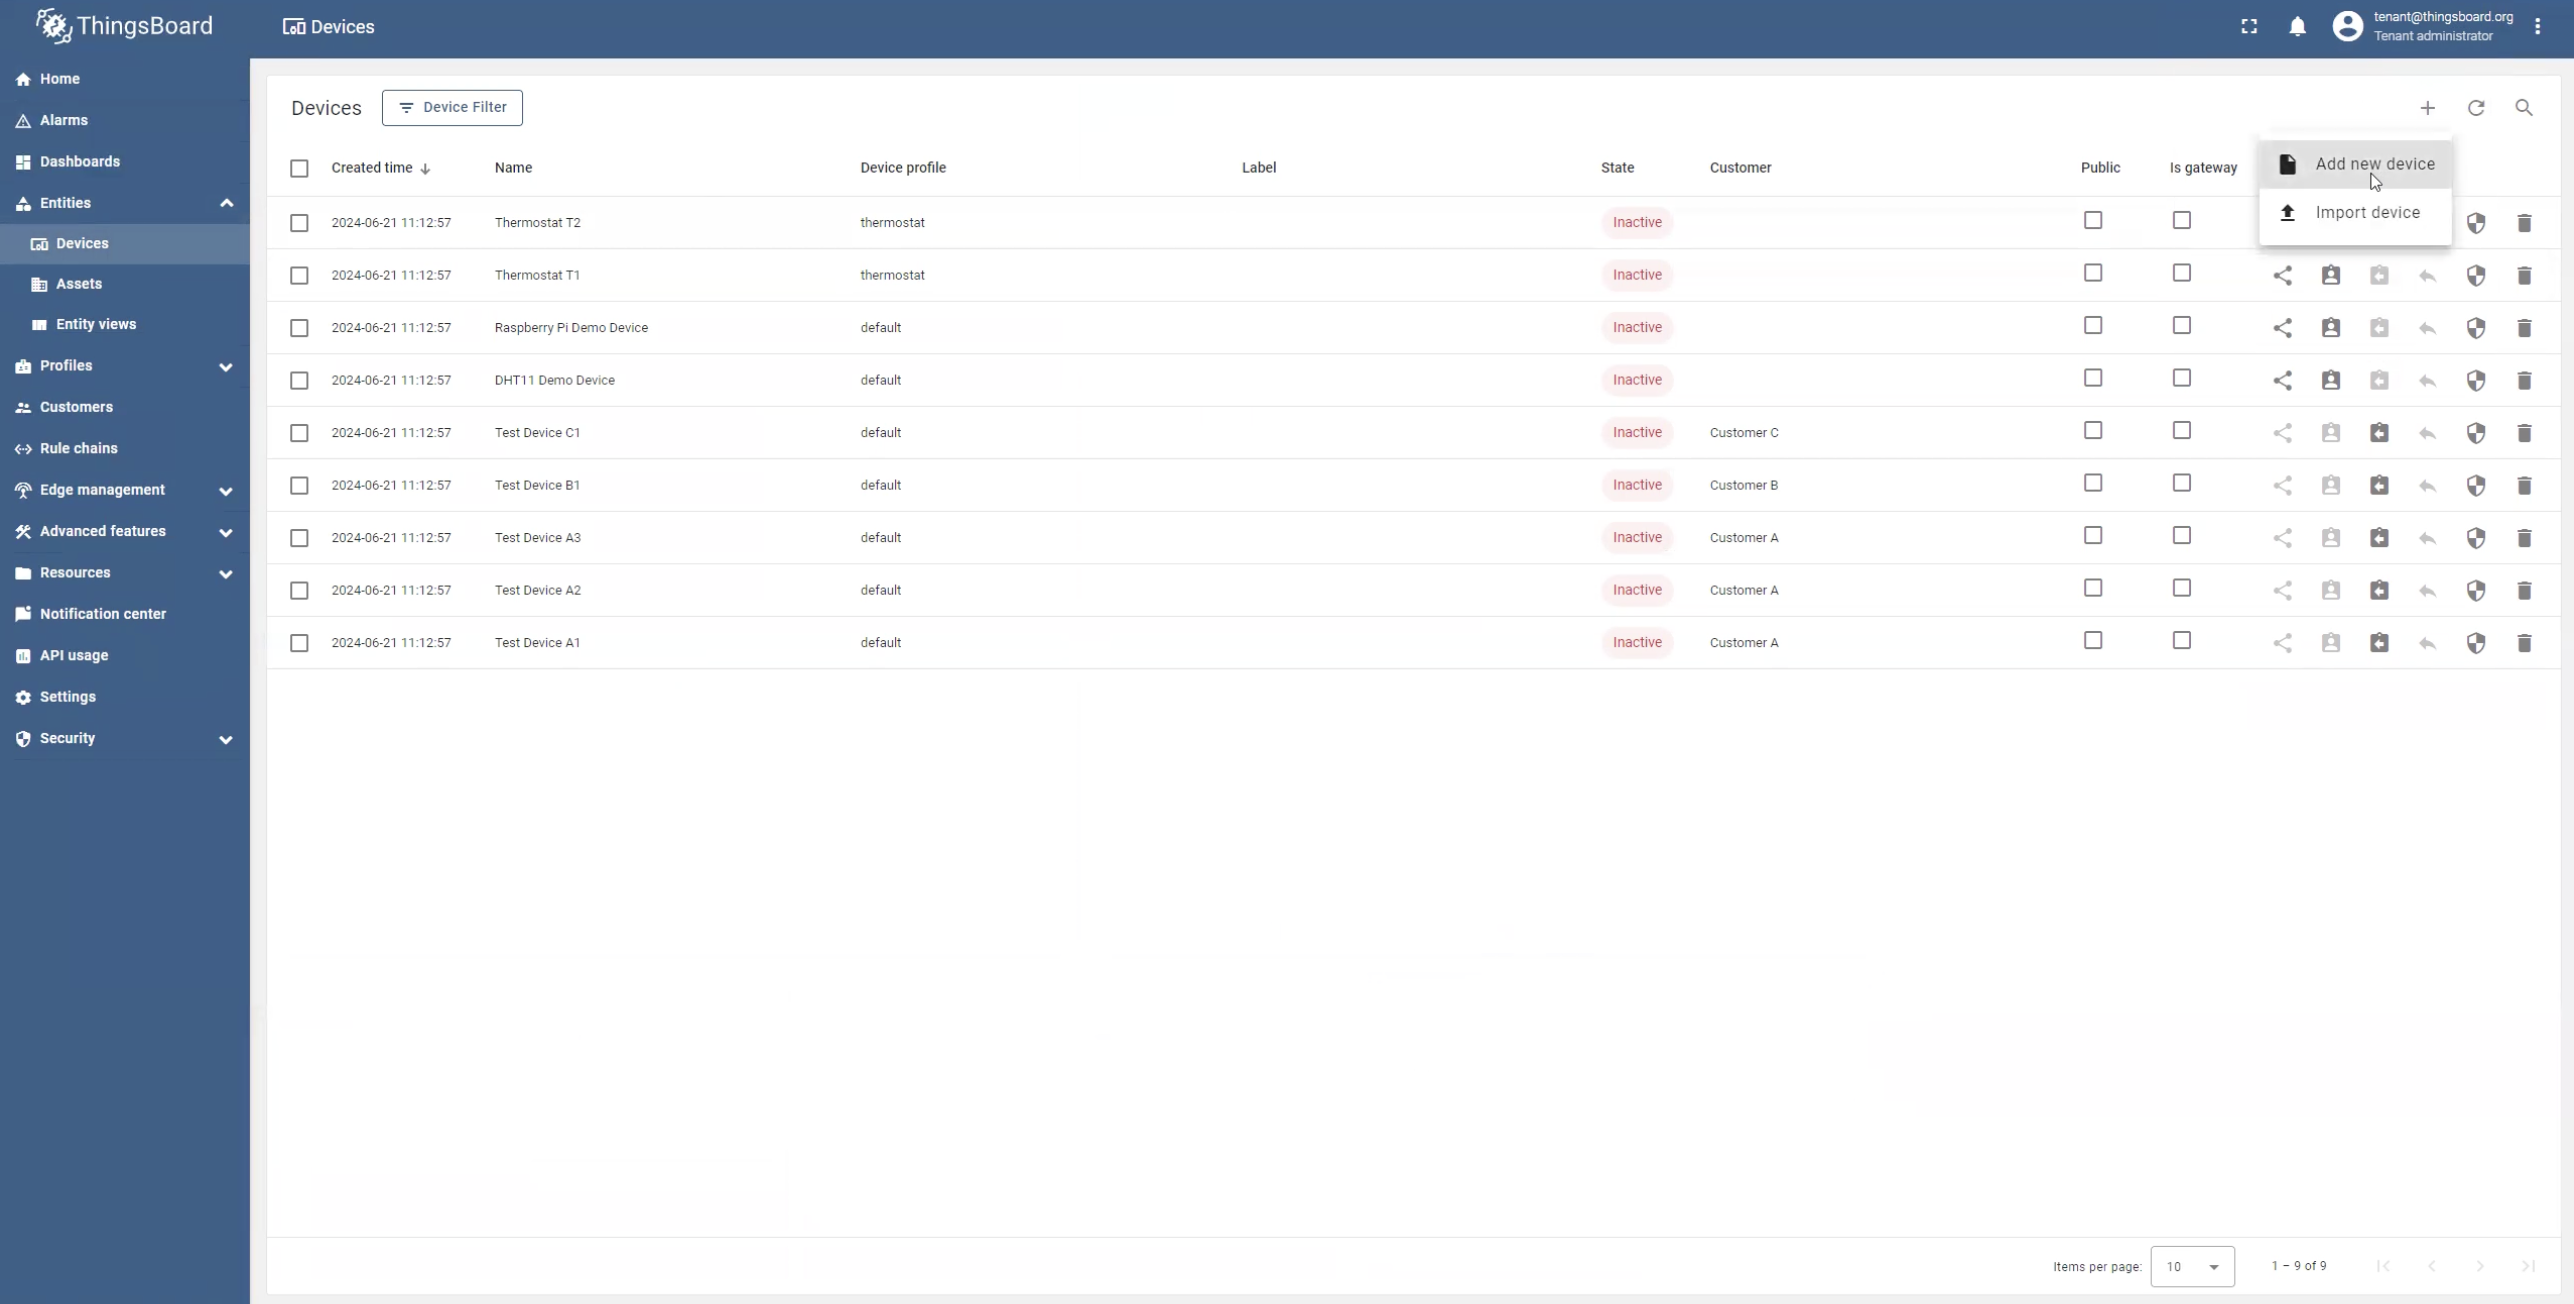 ThingsBoard
Devices
tenant@thingsboard.org
Tenant administrator
Home
Alarms
Dashboards
Entities
Devices
Assets
Entity views
Profiles
Customers
Rule chains
Edge management
Advanced features
Resources
Notification center
API usage
Settings
Security
Devices Device Filter
Add new device
Import device
Created time Name Device profile Label State Customer Public Is gateway
2024-06-21 11:12:57 Thermostat T2 thermostat Inactive
2024-06-21 11:12:57 Thermostat T1 thermostat Inactive
2024-06-21 11:12:57 Raspberry Pi Demo Device default Inactive
2024-06-21 11:12:57 DHT11 Demo Device default Inactive
2024-06-21 11:12:57 Test Device C1 default Inactive Customer C
2024-06-21 11:12:57 Test Device B1 default Inactive Customer B
2024-06-21 11:12:57 Test Device A3 default Inactive Customer A
2024-06-21 11:12:57 Test Device A2 default Inactive Customer A
2024-06-21 11:12:57 Test Device A1 default Inactive Customer A
Items per page: 10 1 – 9 of 9